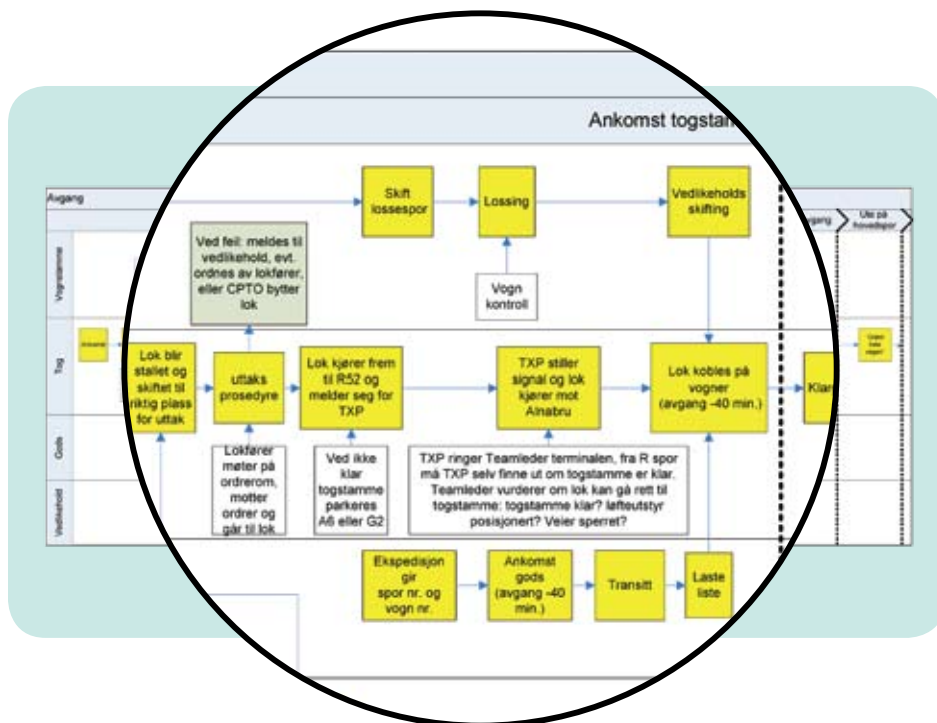 Ankomst togstam
Avgang
Skift
lossespor
Lossing
Vedlikeholds
skifting
gang
Ute på
hovedspor
Vognstamme
Ved feil: meldes til
vedlikehold, evt.
ordnes av lokfører,
eller CPTO bytter
lok
Vogn
kontroll
Tog
Lok blir
stallet og
skiftet til
riktig plass
for uttak
uttaks
prosedyre
Lok kjører frem
til R52 og
melder seg for
TXP
TXP stiller
signal og lok
kjører mot
Alnabru
Lok kobles på
vogner
(avgang -40 min.)
Klar
Gods
Lokfører
møter på
ordrerom,
motter
ordrer og
går til lok
Ved ikke
klar
togstamme
parkeres
A6 eller G2
TXP ringer Teamleder terminalen, fra R spor
må TXP selv finne ut om togstamme er klar.
Teamleder vurderer om lok kan gå rett til
togstamme: togstamme klar? løfteutstyr
posisjonert? Veier sperret?
Vedlikehold
Ekspedisjon
gir
spor nr. og
vogn nr.
Ankomst
gods
(avgang -40
min.)
Transitt
Laste
liste